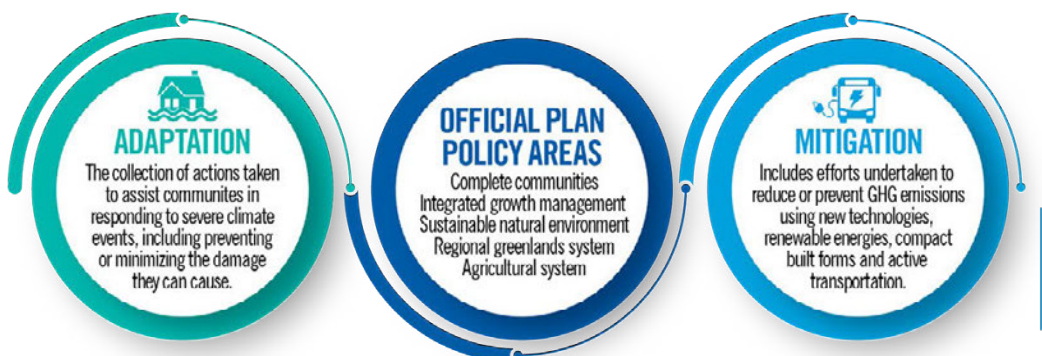 ADAPTATION
The collection of actions taken
to assist communites in
responding to severe climate
events, including preventing
or minimizing the damage
they can cause.
OFFICIAL PLAN
POLICY AREAS
Complete communities
Integrated growth management
Sustainable natural environment
Regional greenlands system
Agricultural system
MITIGATION
Includes efforts undertaken to
reduce or prevent GHG emissions
using new technologies,
renewable energies, compact
built forms and active
transportation.